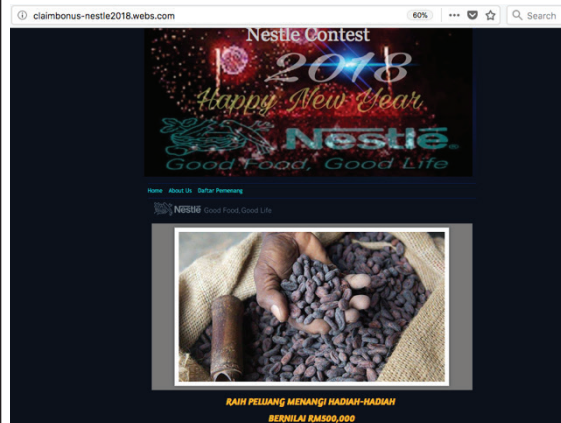 claimbonus-nestle2018.webs.com
60%
Search
Nestle Contest
2018
Happy New Year
Nestlé®
Good Food, Good Life
Home About Us Daftar Pemenang
Nestlé Good Food, Good Life
RAIH PELUANG MENANGI HADIAH-HADIAH
BERNILAI RM500,000